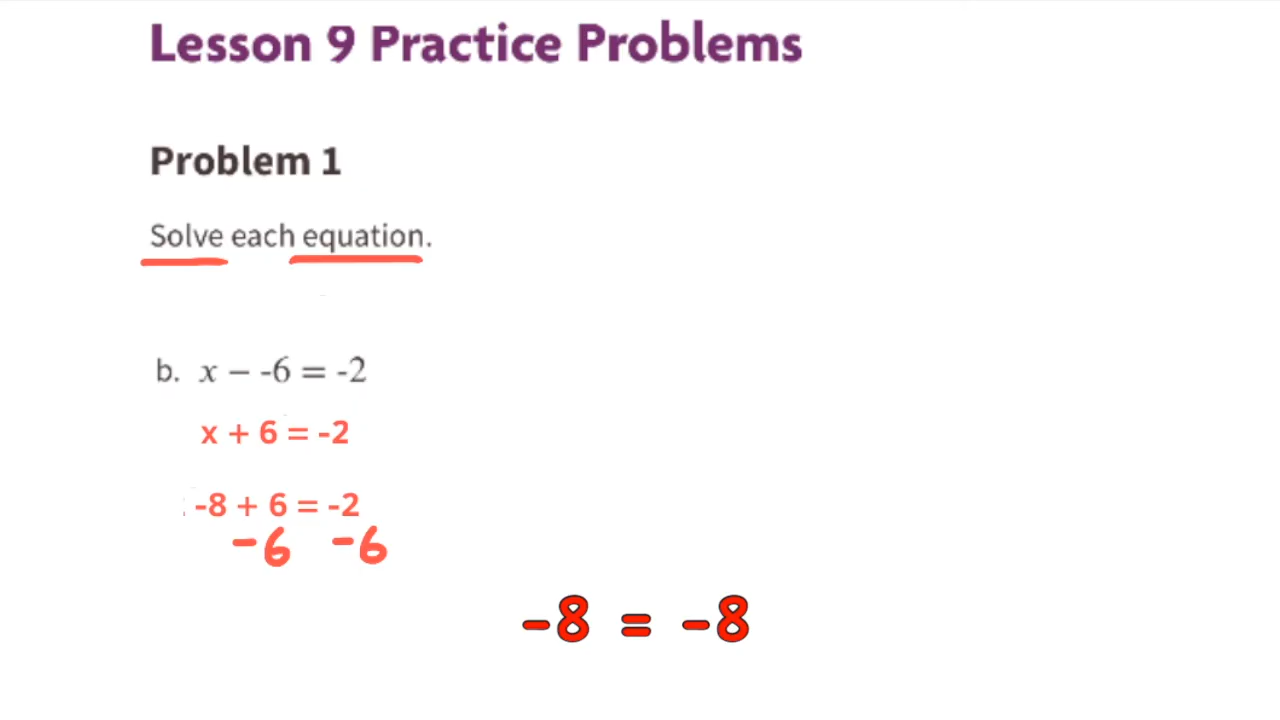 Lesson 9 Practice Problems
Problem 1
Solve each equation.
b. x − -6 = -2
x + 6 = -2
-8 + 6 = -2
-6 -6
-8 = -8